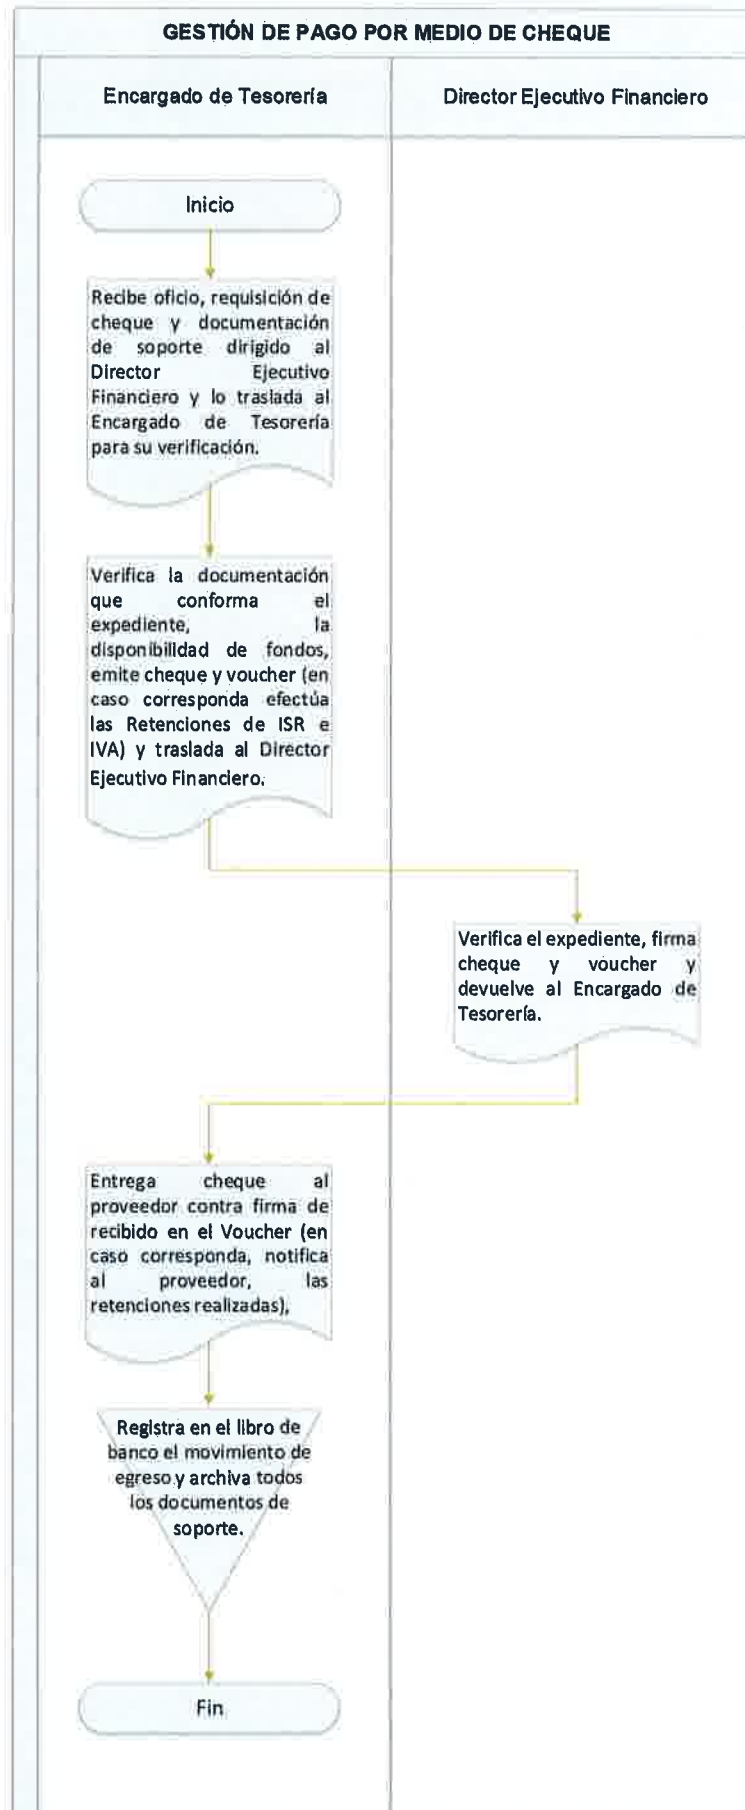 GESTIÓN DE PAGO POR MEDIO DE CHEQUE
Encargado de Tesorería
Director Ejecutivo Financiero
Inicio
Recibe oficio, requisición de
cheque y documentación
de soporte dirigido al
Director Ejecutivo
Financiero y lo traslada al
Encargado de Tesorería
para su verificación.
Verifica la documentación
que conforma el
expediente, la
disponibilidad de fondos,
emite cheque y voucher (en
caso corresponda efectúa
las Retenciones de ISR e
IVA) y traslada al Director
Ejecutivo Financiero.
Verifica el expediente, firma
cheque y voucher y
devuelve al Encargado de
Tesorería.
Entrega cheque al
proveedor contra firma de
recibido en el Voucher (en
caso corresponda, notifica
al proveedor, las
retenciones realizadas).
Registra en el libro de
banco el movimiento de
egreso y archiva todos
los documentos de
soporte.
Fin